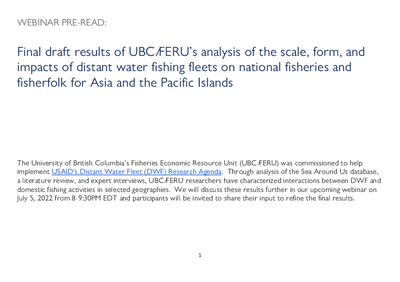 WEBINAR PRE-READ:
Final draft results of UBC/FERU's analysis of the scale, form, and
impacts of distant water fishing fleets on national fisheries and
fisherfolk for Asia and the Pacific Islands
The University of British Columbia's Fisheries Economic Resource Unit (UBC/FERU) was commissioned to help
implement USAID's Distant Water Fleet (DWF) Research Agenda. Through analysis of the Sea Around Us database,
a literature review, and expert interviews, UBC/FERU researchers have characterized interactions between DWF and
domestic fishing activities in selected geographies. We will discuss these results further in our upcoming webinar on
July 5, 2022 from 8-9:30PM EDT and participants will be invited to share their input to refine the final results.
1